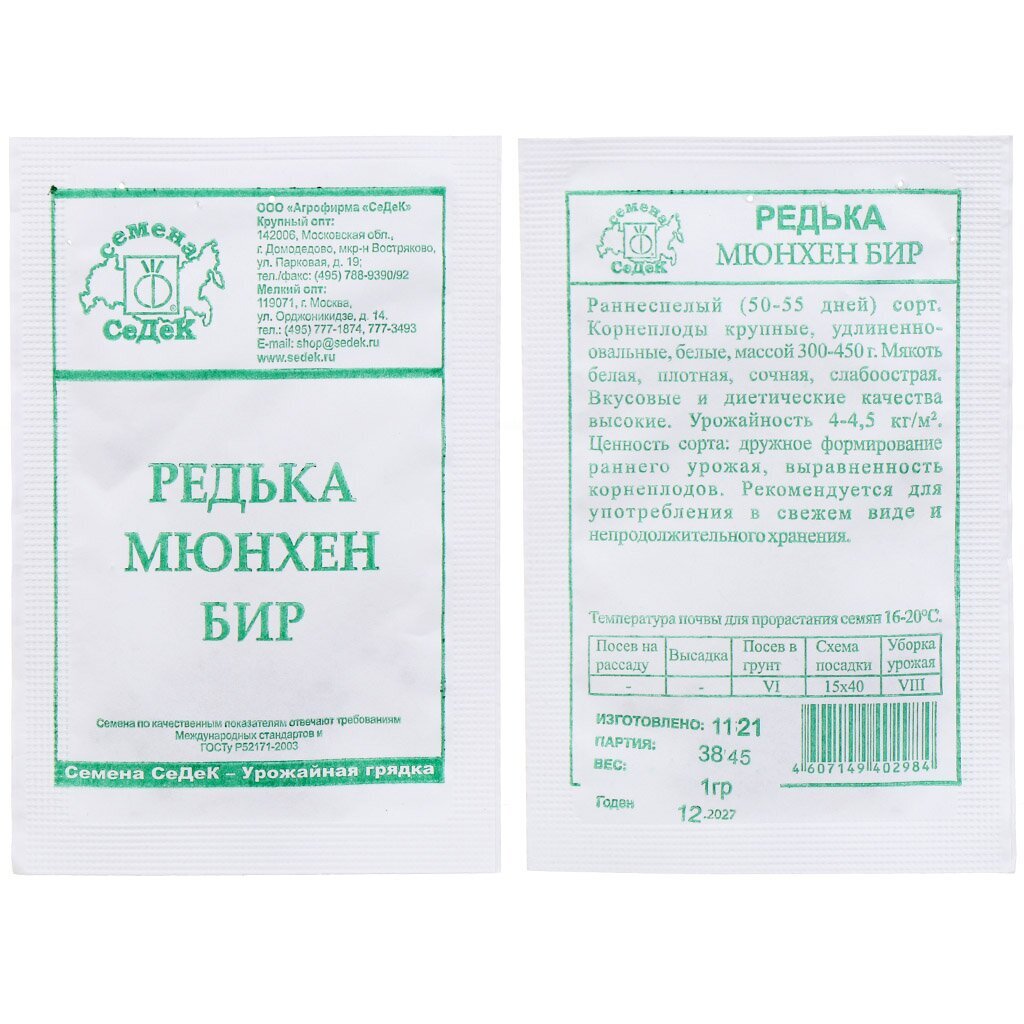 семена
СеДеК
ООО «Агрофирма «СеДеК»
Крупный опт:
142006, Московская обл.,
г. Домодедово, мкр-н Востряково,
ул. Парковая, д. 19;
тел./факс: (495) 788-9390/92
Мелкий опт:
119071, г. Москва,
ул. Орджоникидзе, д. 14.
тел.: (495) 777-1874, 777-3493
E-mail: shop@sedek.ru
www.sedek.ru
РЕДЬКА
МЮНХЕН
БИР
Семена по качественным показателям отвечают требованиям
Международных стандартов и
ГОСТу Р52171-2003
Семена СеДеК – Урожайная грядка
семена
СеДеК
РЕДЬКА
МЮНХЕН БИР
Раннеспелый (50-55 дней) сорт.
Корнеплоды крупные, удлиненно-
овальные, белые, массой 300-450 г. Мякоть
белая, плотная, сочная, слабоострая.
Вкусовые и диетические качества
высокие. Урожайность 4-4,5 кг/м².
Ценность сорта: дружное формирование
раннего урожая, выравненность
корнеплодов. Рекомендуется для
употребления в свежем виде и
непродолжительного хранения.
Температура почвы для прорастания семян 16-20°С.
Посев на рассаду Высадка Посев в грунт Схема посадки Уборка урожая
- - VI 15x40 VIII
ИЗГОТОВЛЕНО: 11'21
ПАРТИЯ: 38'45
ВЕС: 1гр
Годен 12.2027
4 607149 402984